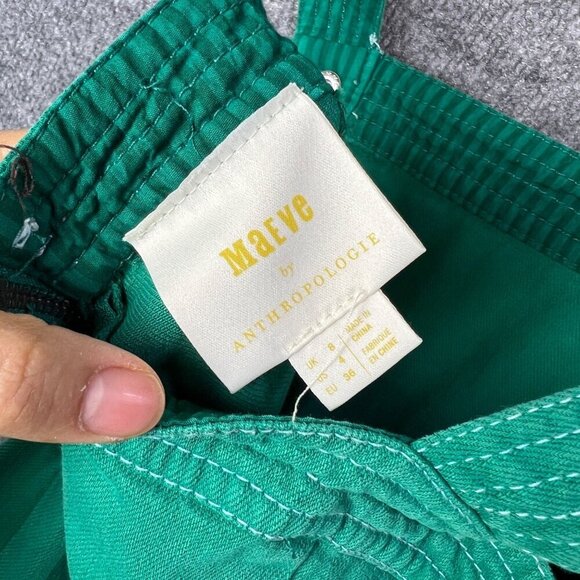 MaEVe
by
ANTHROPOLOGIE
UK 8
US 4
EU 36
MADE IN
CHINA
FABRIQUÉ
EN CHINE